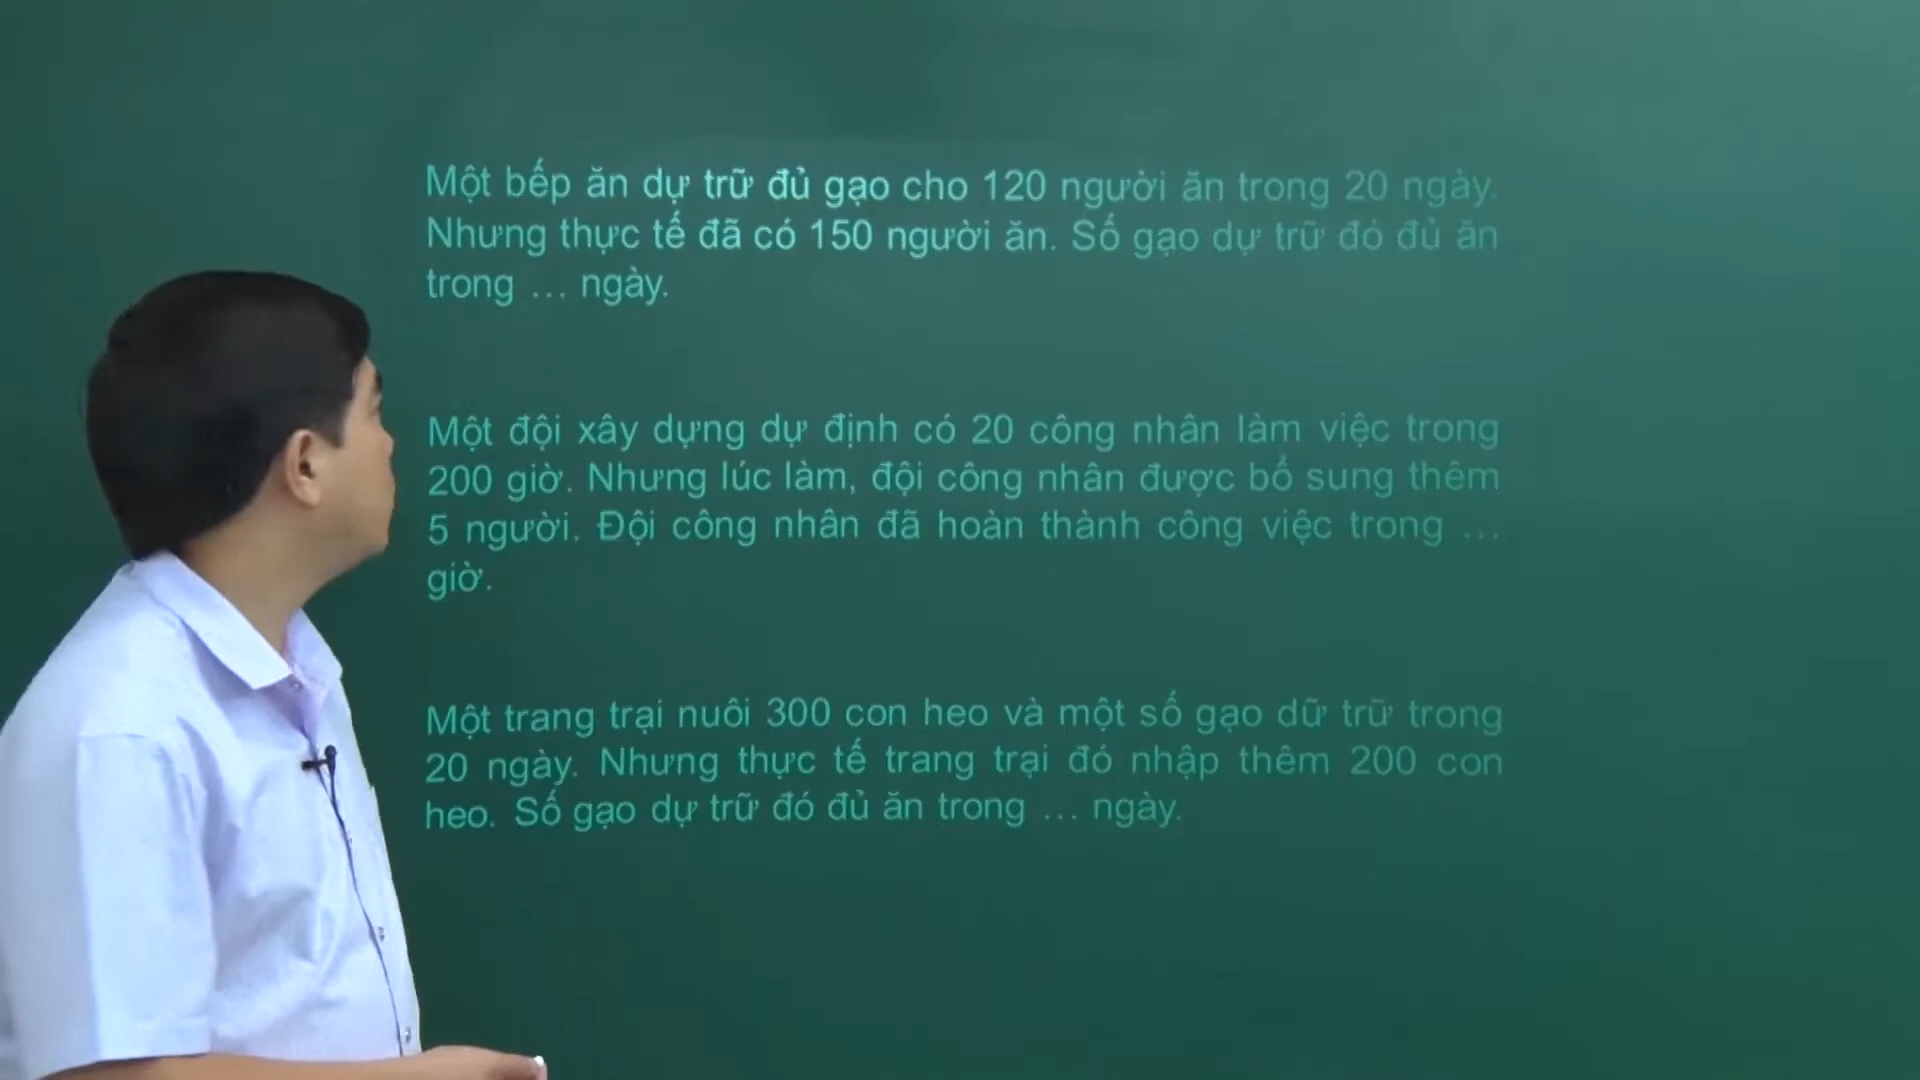 Một bếp ăn dự trữ đủ gạo cho 120 người ăn trong 20 ngày.
Nhưng thực tế đã có 150 người ăn. Số gạo dự trữ đó đủ ăn
trong ... ngày.
Một đội xây dựng dự định có 20 công nhân làm việc trong
200 giờ. Nhưng lúc làm, đội công nhân được bổ sung thêm
5 người. Đội công nhân đã hoàn thành công việc trong ...
giờ.
Một trang trại nuôi 300 con heo và một số gạo dữ trữ trong
20 ngày. Nhưng thực tế trang trại đó nhập thêm 200 con
heo. Số gạo dự trữ đó đủ ăn trong ... ngày.